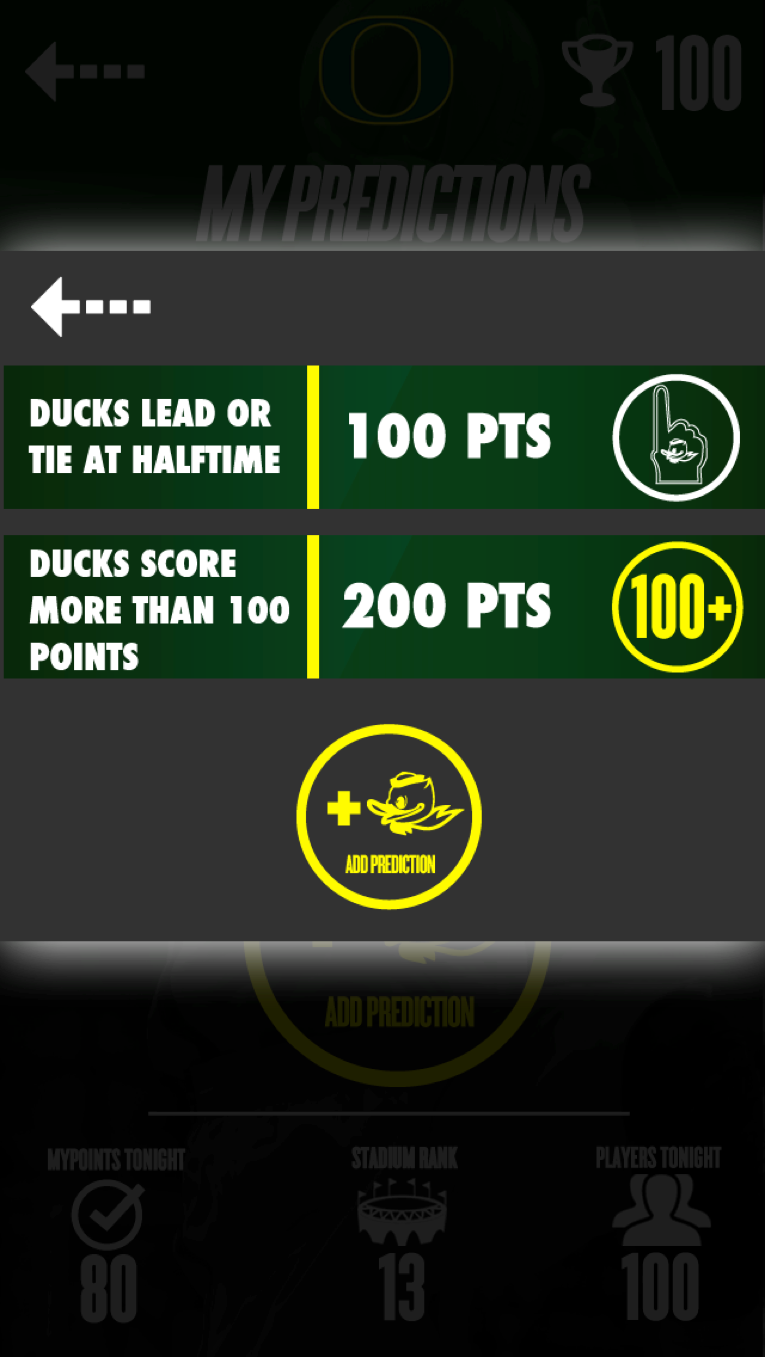 100
MY PREDICTIONS
DUCKS LEAD OR
TIE AT HALFTIME
100 PTS
DUCKS SCORE
MORE THAN 100
POINTS
200 PTS
100+
ADD PREDICTION
ADD PREDICTION
MYPOINTS TONIGHT
STADIUM RANK
PLAYERS TONIGHT
80
13
100